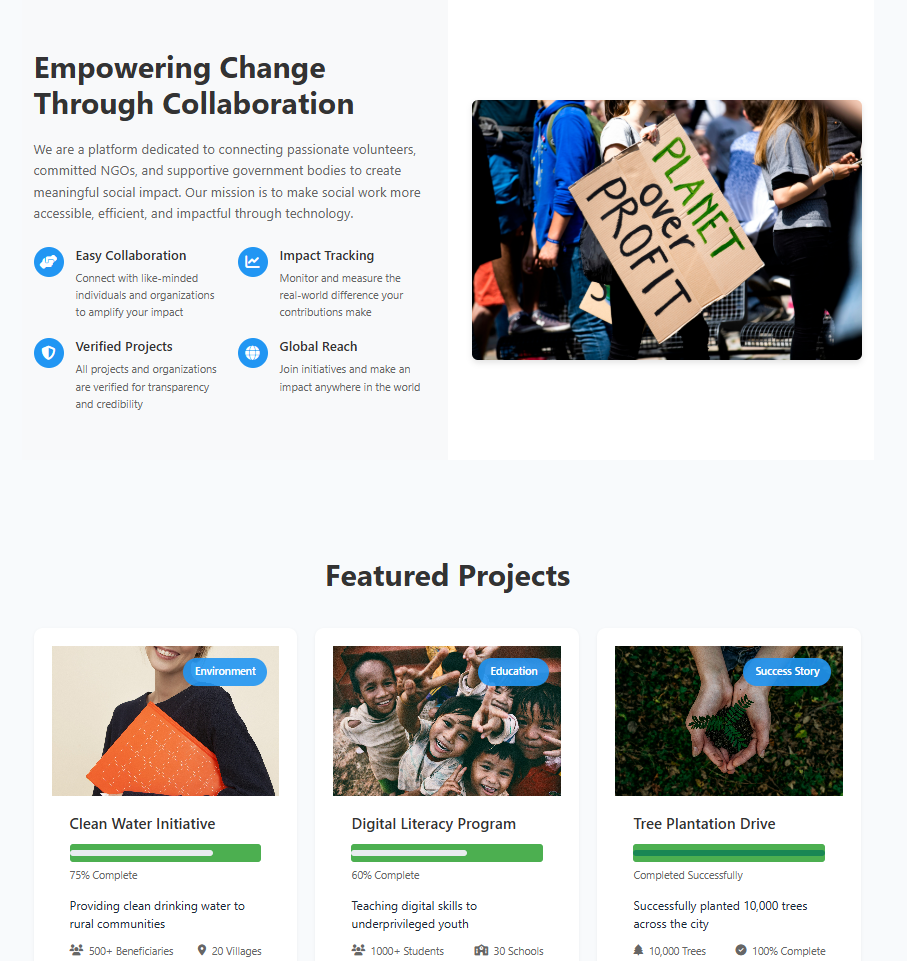 Empowering Change
Through Collaboration
We are a platform dedicated to connecting passionate volunteers,
committed NGOs, and supportive government bodies to create
meaningful social impact. Our mission is to make social work more
accessible, efficient, and impactful through technology.
Easy Collaboration
Connect with like-minded
individuals and organizations
to amplify your impact
Impact Tracking
Monitor and measure the
real-world difference your
contributions make
Verified Projects
All projects and organizations
are verified for transparency
and credibility
Global Reach
Join initiatives and make an
impact anywhere in the world
PLANET
over
PROFIT
Featured Projects
Environment
Clean Water Initiative
75% Complete
Providing clean drinking water to
rural communities
500+ Beneficiaries
20 Villages
Education
Digital Literacy Program
60% Complete
Teaching digital skills to
underprivileged youth
1000+ Students
30 Schools
Success Story
Tree Plantation Drive
Completed Successfully
Successfully planted 10,000 trees
across the city
10,000 Trees
100% Complete